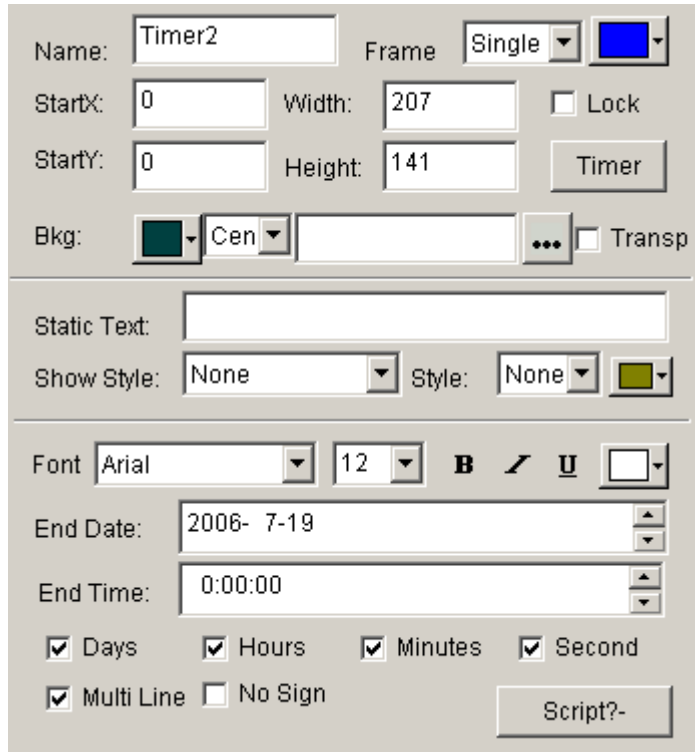 Name: Timer2 Frame Single
StartX: 0 Width: 207 Lock
StartY: 0 Height: 141 Timer
Bkg: Cen ... Transp
Static Text:
Show Style: None Style: None
Font Arial 12 B I U
End Date: 2006- 7-19
End Time: 0:00:00
Days Hours Minutes Second
Multi Line No Sign Script?-